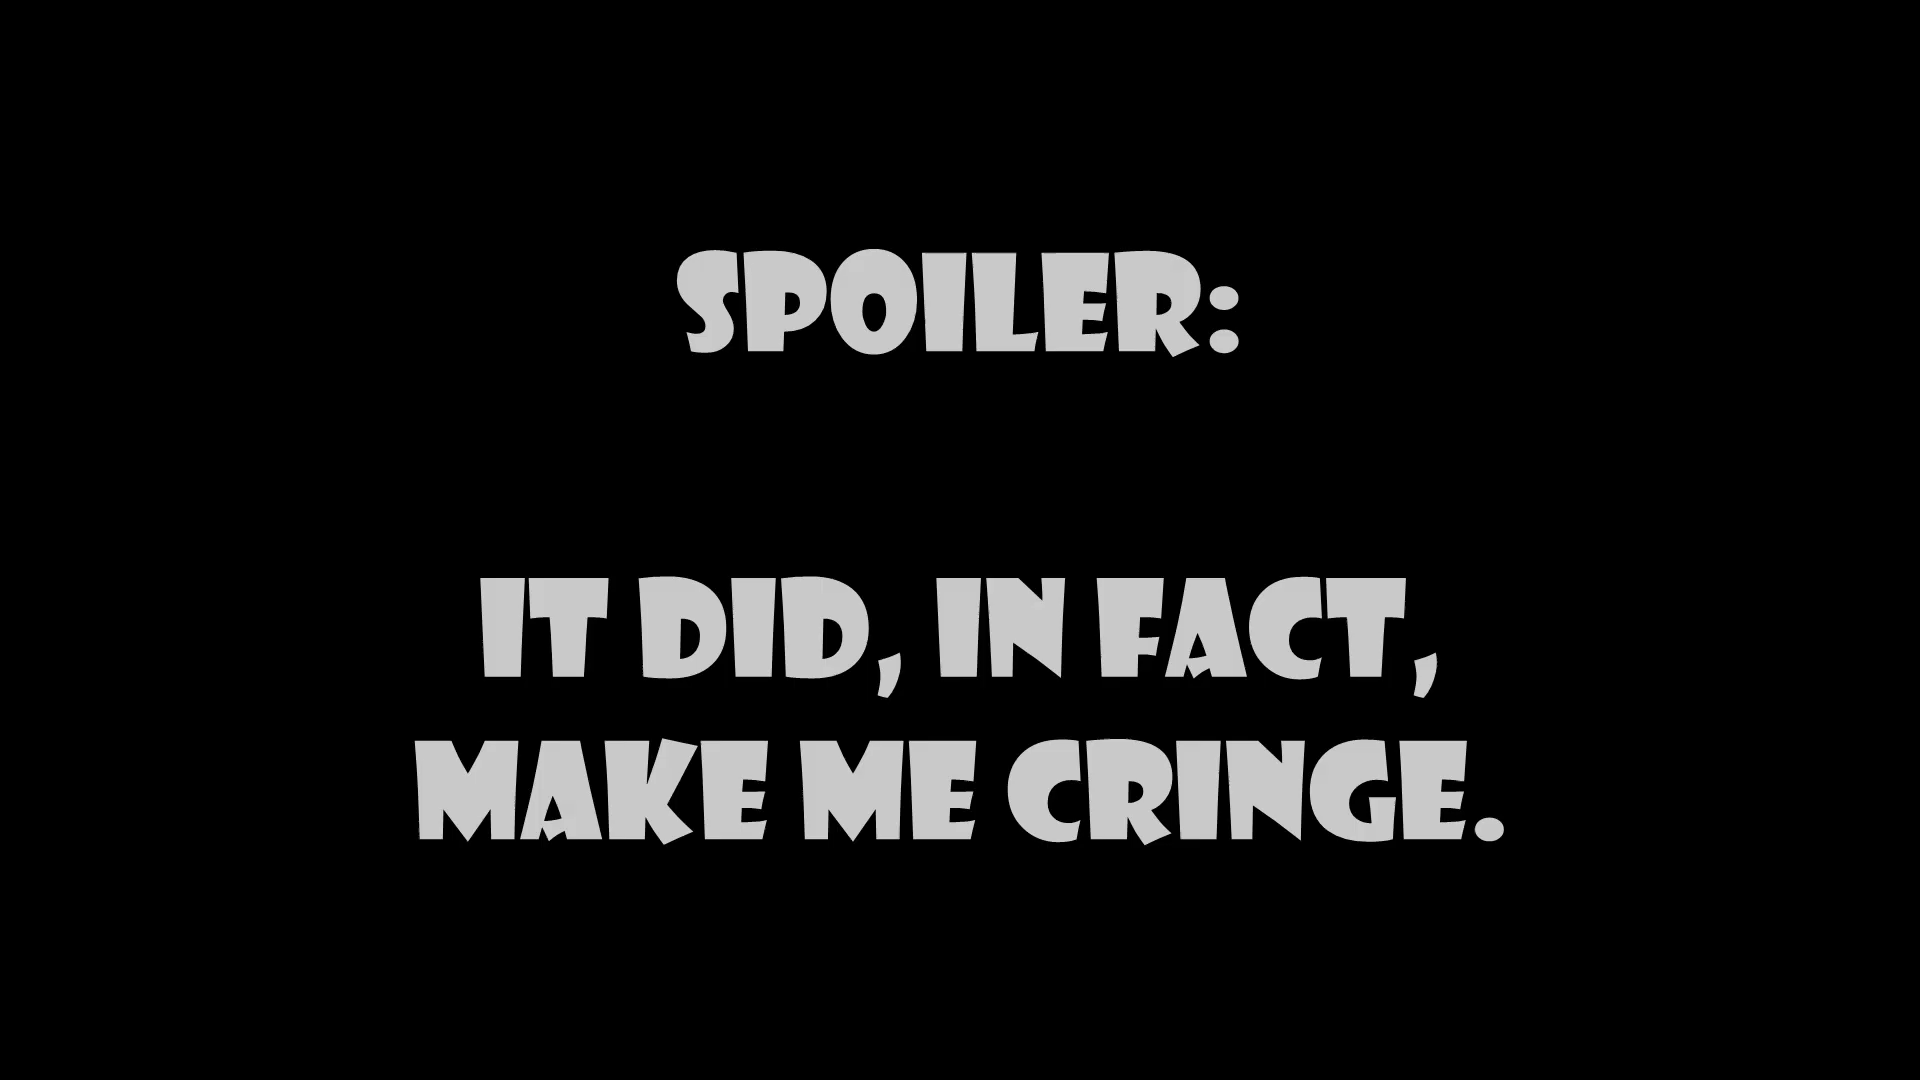 SPOILER:
IT DID, IN FACT,
MAKE ME CRINGE.